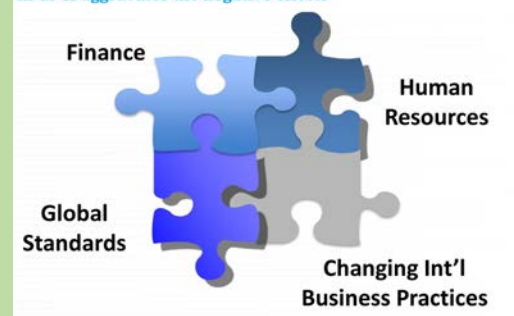 Finance
Human
Resources
Global
Standards
Changing Int'l
Business Practices